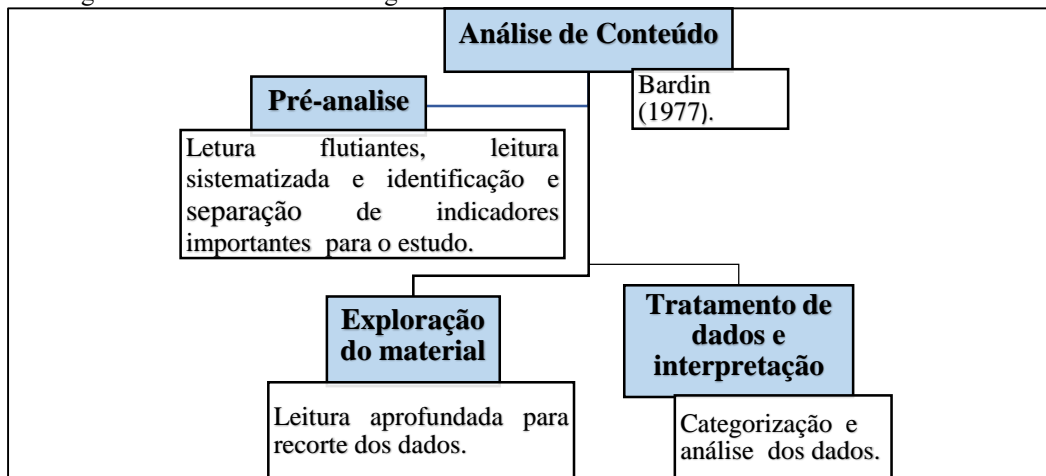 Análise de Conteúdo
Bardin
(1977).
Pré-analise
Letura flutiantes, leitura
sistematizada e identificação e
separação de indicadores
importantes para o estudo.
Exploração
do material
Leitura aprofundada para
recorte dos dados.
Tratamento de
dados e
interpretação
Categorização e
análise dos dados.